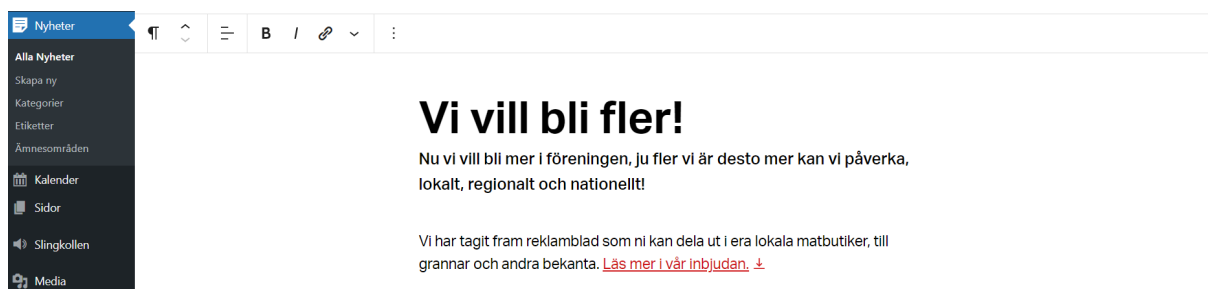 Nyheter
Alla Nyheter
Skapa ny
Kategorier
Etiketter
Ämnesområden
Kalender
Sidor
Slingkollen
Media
¶ B I
Vi vill bli fler!
Nu vi vill bli mer i föreningen, ju fler vi är desto mer kan vi påverka,
lokalt, regionalt och nationellt!
Vi har tagit fram reklamblad som ni kan dela ut i era lokala matbutiker, till
grannar och andra bekanta. Läs mer i vår inbjudan. ↓